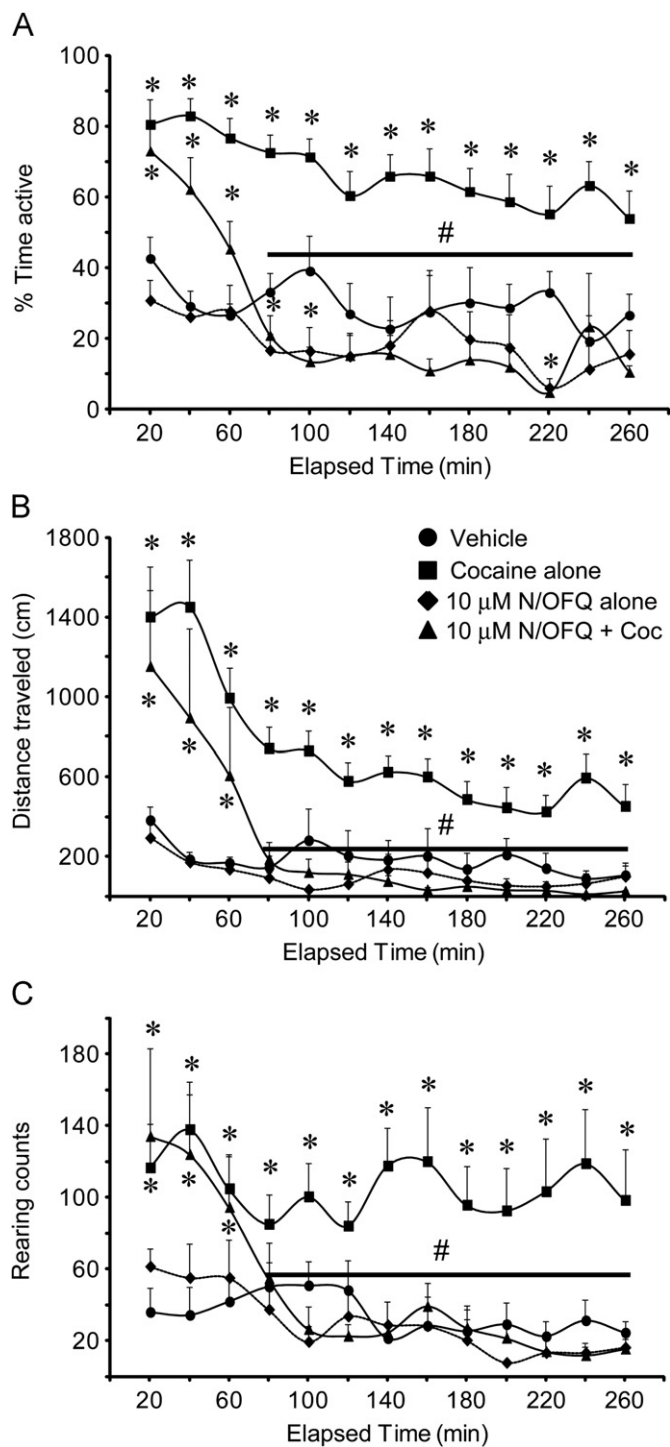 A
* * * * * * * * * * * * *
100
80
* * *
60
#
% Time active
40
* *
20
*
0
20 60 100 140 180 220 260
Elapsed Time (min)
B
1800
* *
Vehicle
Cocaine alone
10 μM N/OFQ alone
10 μM N/OFQ + Coc
1400
* * * * * * * * * * *
1000
* * *
Distance traveled (cm)
600
#
200
20 60 100 140 180 220 260
Elapsed Time (min)
C
* * * * * * * * * * * * *
180
140
* * *
100
Rearing counts
#
60
20
20 60 100 140 180 220 260
Elapsed Time (min)